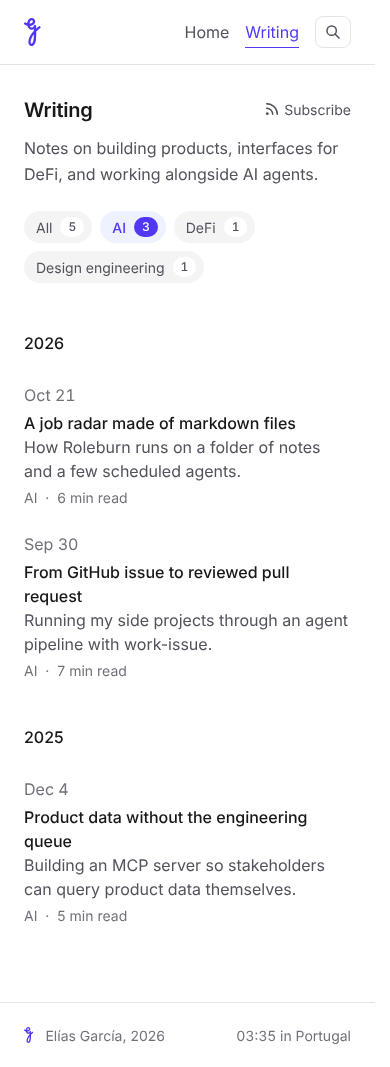 Home Writing
Writing
Subscribe
Notes on building products, interfaces for
DeFi, and working alongside AI agents.
All 5 AI 3 DeFi 1
Design engineering 1
2026
Oct 21
A job radar made of markdown files
How Roleburn runs on a folder of notes
and a few scheduled agents.
AI · 6 min read
Sep 30
From GitHub issue to reviewed pull
request
Running my side projects through an agent
pipeline with work-issue.
AI · 7 min read
2025
Dec 4
Product data without the engineering
queue
Building an MCP server so stakeholders
can query product data themselves.
AI · 5 min read
Elías García, 2026
03:35 in Portugal